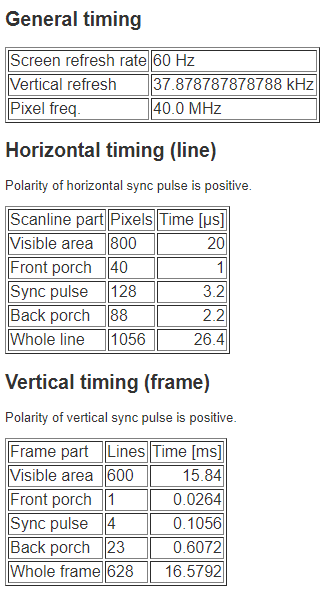 General timing
Screen refresh rate 60 Hz
Vertical refresh 37.878787878788 kHz
Pixel freq. 40.0 MHz
Horizontal timing (line)
Polarity of horizontal sync pulse is positive.
Scanline part Pixels Time [µs]
Visible area 800 20
Front porch 40 1
Sync pulse 128 3.2
Back porch 88 2.2
Whole line 1056 26.4
Vertical timing (frame)
Polarity of vertical sync pulse is positive.
Frame part Lines Time [ms]
Visible area 600 15.84
Front porch 1 0.0264
Sync pulse 4 0.1056
Back porch 23 0.6072
Whole frame 628 16.5792